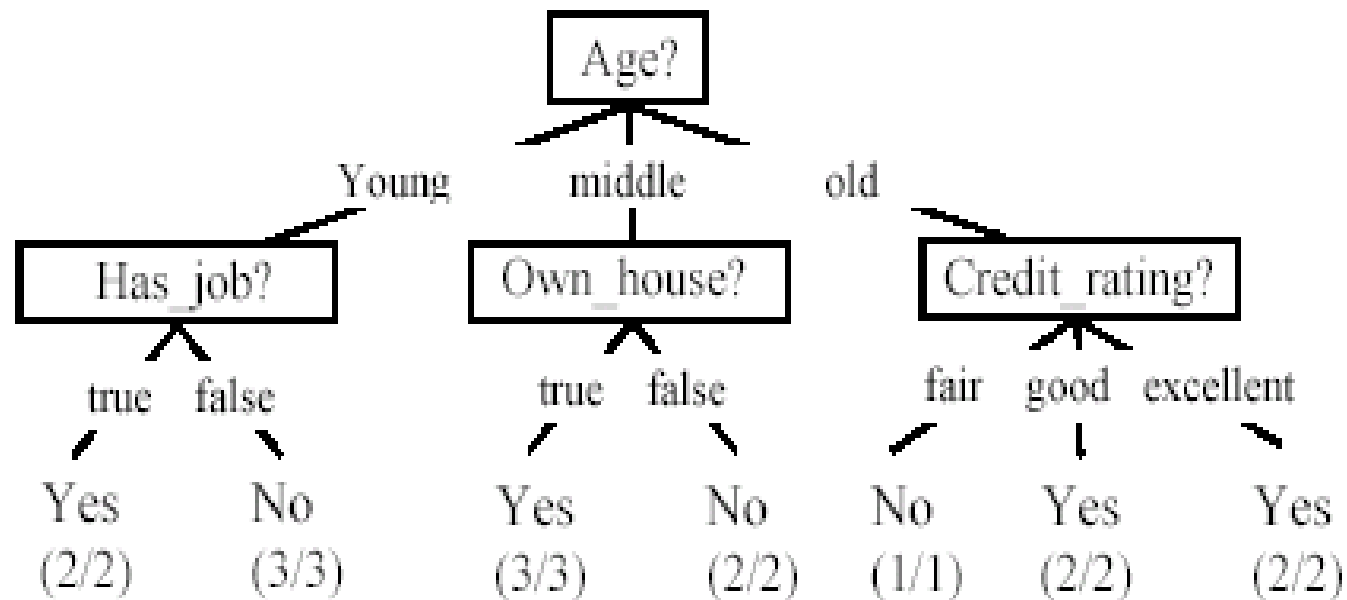 Age?
Young middle old
Has_job? Own_house? Credit_rating?
true false true false fair good excellent
Yes No Yes No No Yes Yes
(2/2) (3/3) (3/3) (2/2) (1/1) (2/2) (2/2)